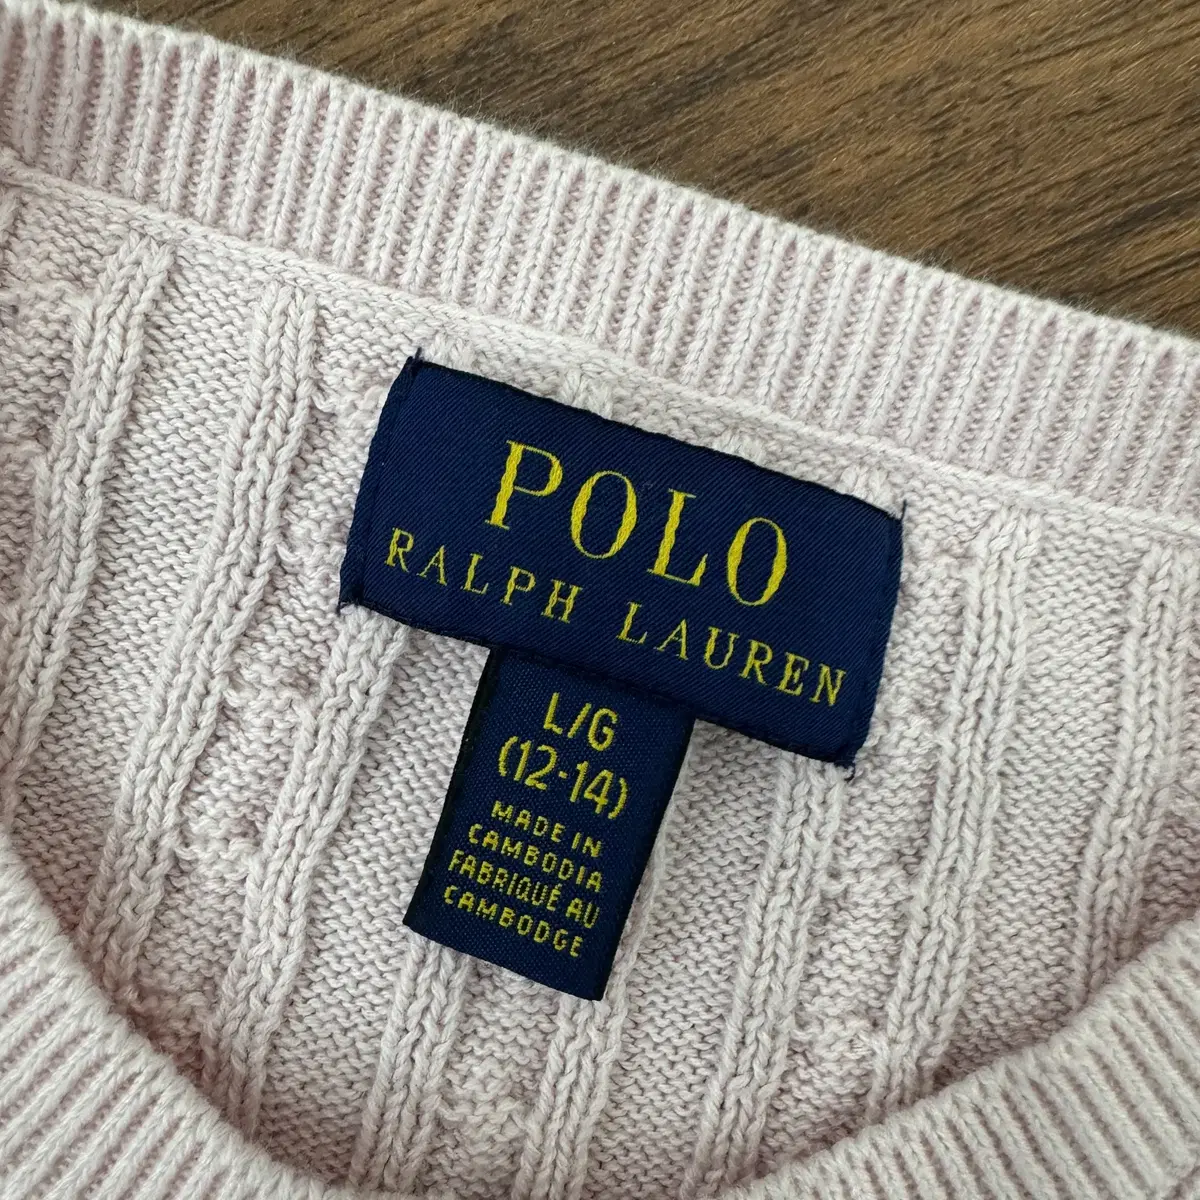 POLO
RALPH LAUREN
L/G
(12-14)
MADE IN
CAMBODIA
FABRIQUÉ AU
CAMBODGE